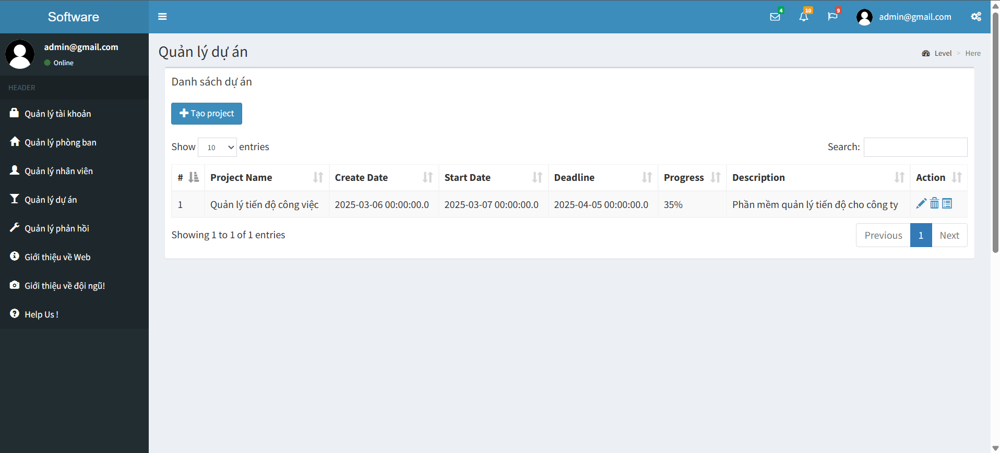 Software
4
10
9
admin@gmail.com
admin@gmail.com
Online
HEADER
Quản lý tài khoản
Quản lý phòng ban
Quản lý nhân viên
Quản lý dự án
Quản lý phản hồi
Giới thiệu về Web
Giới thiệu về đội ngũ!
Help Us !
Quản lý dự án
Level > Here
Danh sách dự án
Tạo project
Show 10 entries
Search:
# Project Name Create Date Start Date Deadline Progress Description Action
1 Quản lý tiến độ công việc 2025-03-06 00:00:00.0 2025-03-07 00:00:00.0 2025-04-05 00:00:00.0 35% Phần mềm quản lý tiến độ cho công ty
Showing 1 to 1 of 1 entries
Previous 1 Next